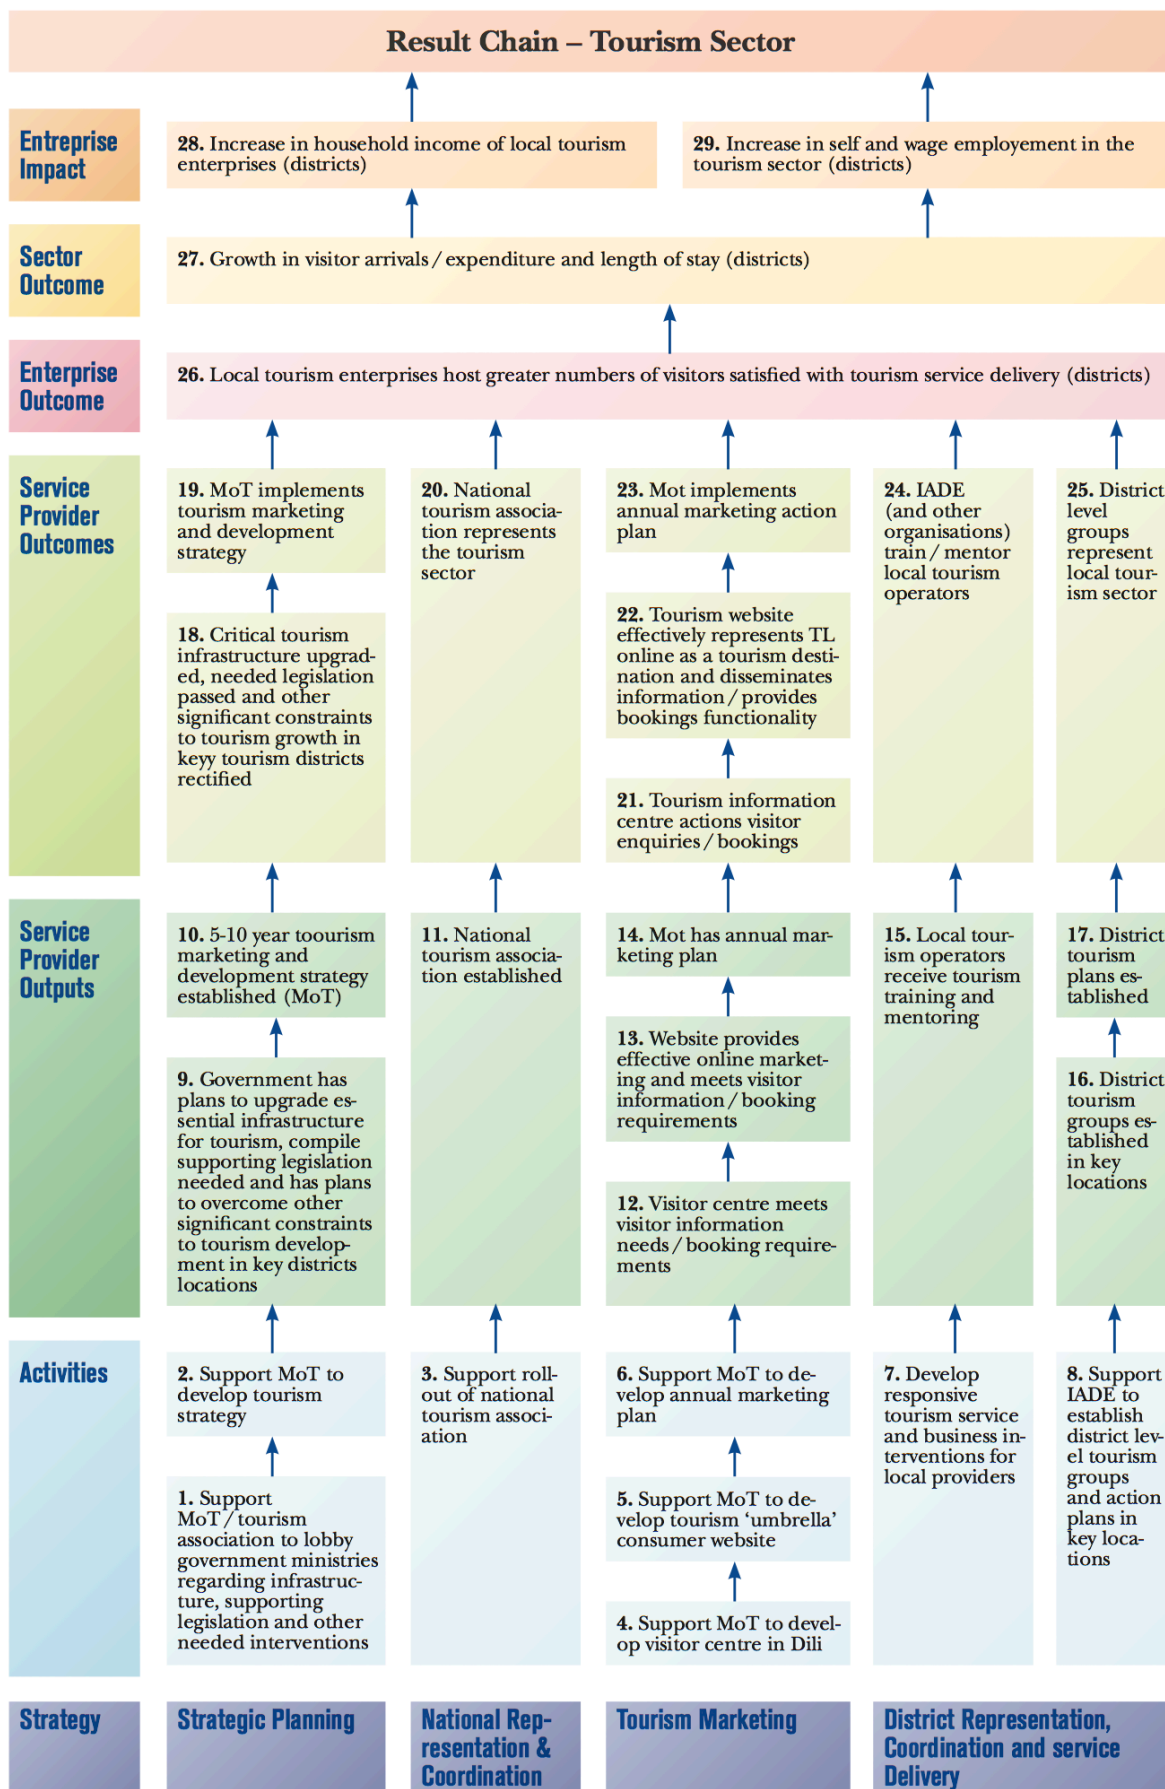 Result Chain – Tourism Sector
Entreprise
Impact
28. Increase in household income of local tourism
enterprises (districts)
29. Increase in self and wage employement in the
tourism sector (districts)
Sector
Outcome
27. Growth in visitor arrivals / expenditure and length of stay (districts)
Enterprise
Outcome
26. Local tourism enterprises host greater numbers of visitors satisfied with tourism service delivery (districts)
Service
Provider
Outcomes
19. MoT implements
tourism marketing
and development
strategy
18. Critical tourism
infrastructure upgrad-
ed, needed legislation
passed and other
significant constraints
to tourism growth in
keyy tourism districts
rectified
20. National
tourism associa-
tion represents
the tourism
sector
23. Mot implements
annual marketing action
plan
22. Tourism website
effectively represents TL
online as a tourism desti-
nation and disseminates
information / provides
bookings functionality
21. Tourism information
centre actions visitor
enquiries / bookings
24. IADE
(and other
organisations)
train / mentor
local tourism
operators
25. District
level
groups
represent
local tour-
ism sector
Service
Provider
Outputs
10. 5-10 year toourism
marketing and
development strategy
established (MoT)
9. Government has
plans to upgrade es-
sential infrastructure
for tourism, compile
supporting legislation
needed and has plans
to overcome other
significant constraints
to tourism develop-
ment in key districts
locations
11. National
tourism associa-
tion established
14. Mot has annual mar-
keting plan
13. Website provides
effective online market-
ing and meets visitor
information / booking
requirements
12. Visitor centre meets
visitor information
needs / booking require-
ments
15. Local tour-
ism operators
receive tourism
training and
mentoring
17. District
tourism
plans es-
tablished
16. District
tourism
groups es-
tablished
in key
locations
Activities
2. Support MoT to
develop tourism
strategy
1. Support
MoT / tourism
association to lobby
government ministries
regarding infrastruc-
ture, supporting
legislation and other
needed interventions
3. Support roll-
out of national
tourism associ-
ation
6. Support MoT to de-
velop annual marketing
plan
5. Support MoT to de-
velop tourism ‘umbrella’
consumer website
4. Support MoT to devel-
op visitor centre in Dili
7. Develop
responsive
tourism service
and business in-
terventions for
local providers
8. Support
IADE to
establish
district lev-
el tourism
groups
and action
plans in
key loca-
tions
Strategy
Strategic Planning
National Rep-
resentation &
Coordination
Tourism Marketing
District Representation,
Coordination and service
Delivery